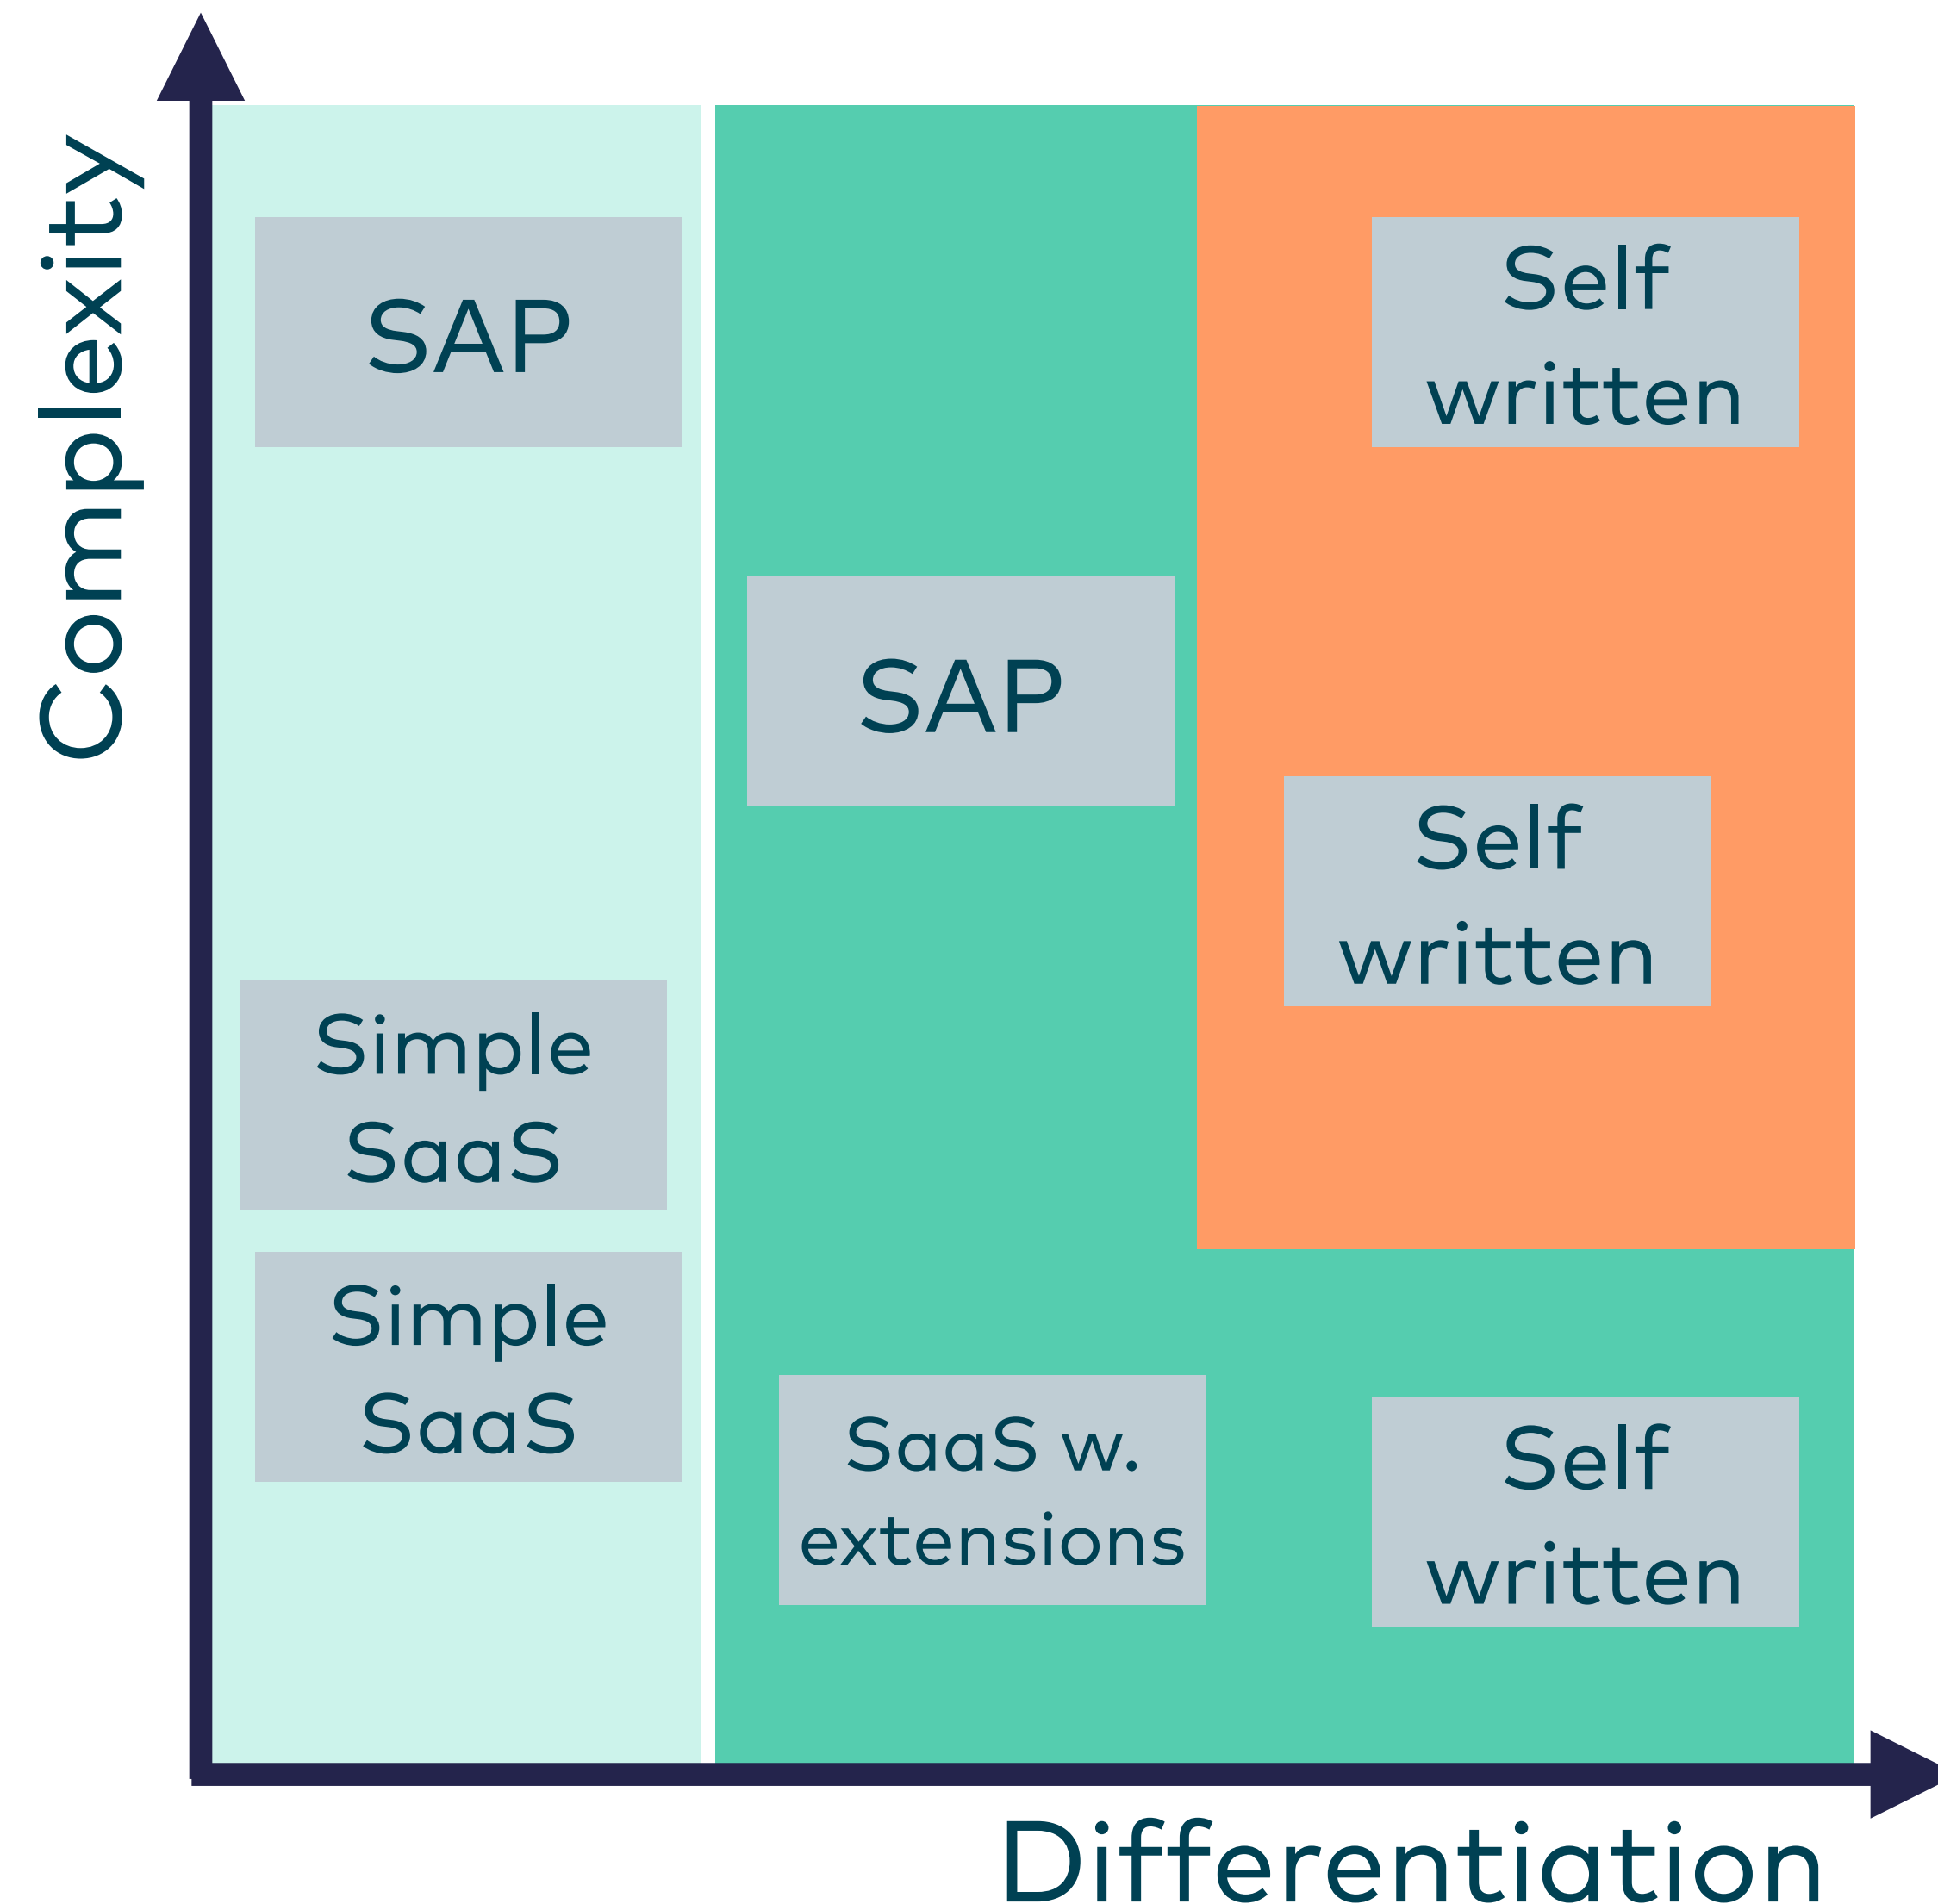 Complexity
SAP
Self
written
SAP
Self
written
Simple
SaaS
Simple
SaaS
SaaS w.
extensions
Self
written
Differentiation